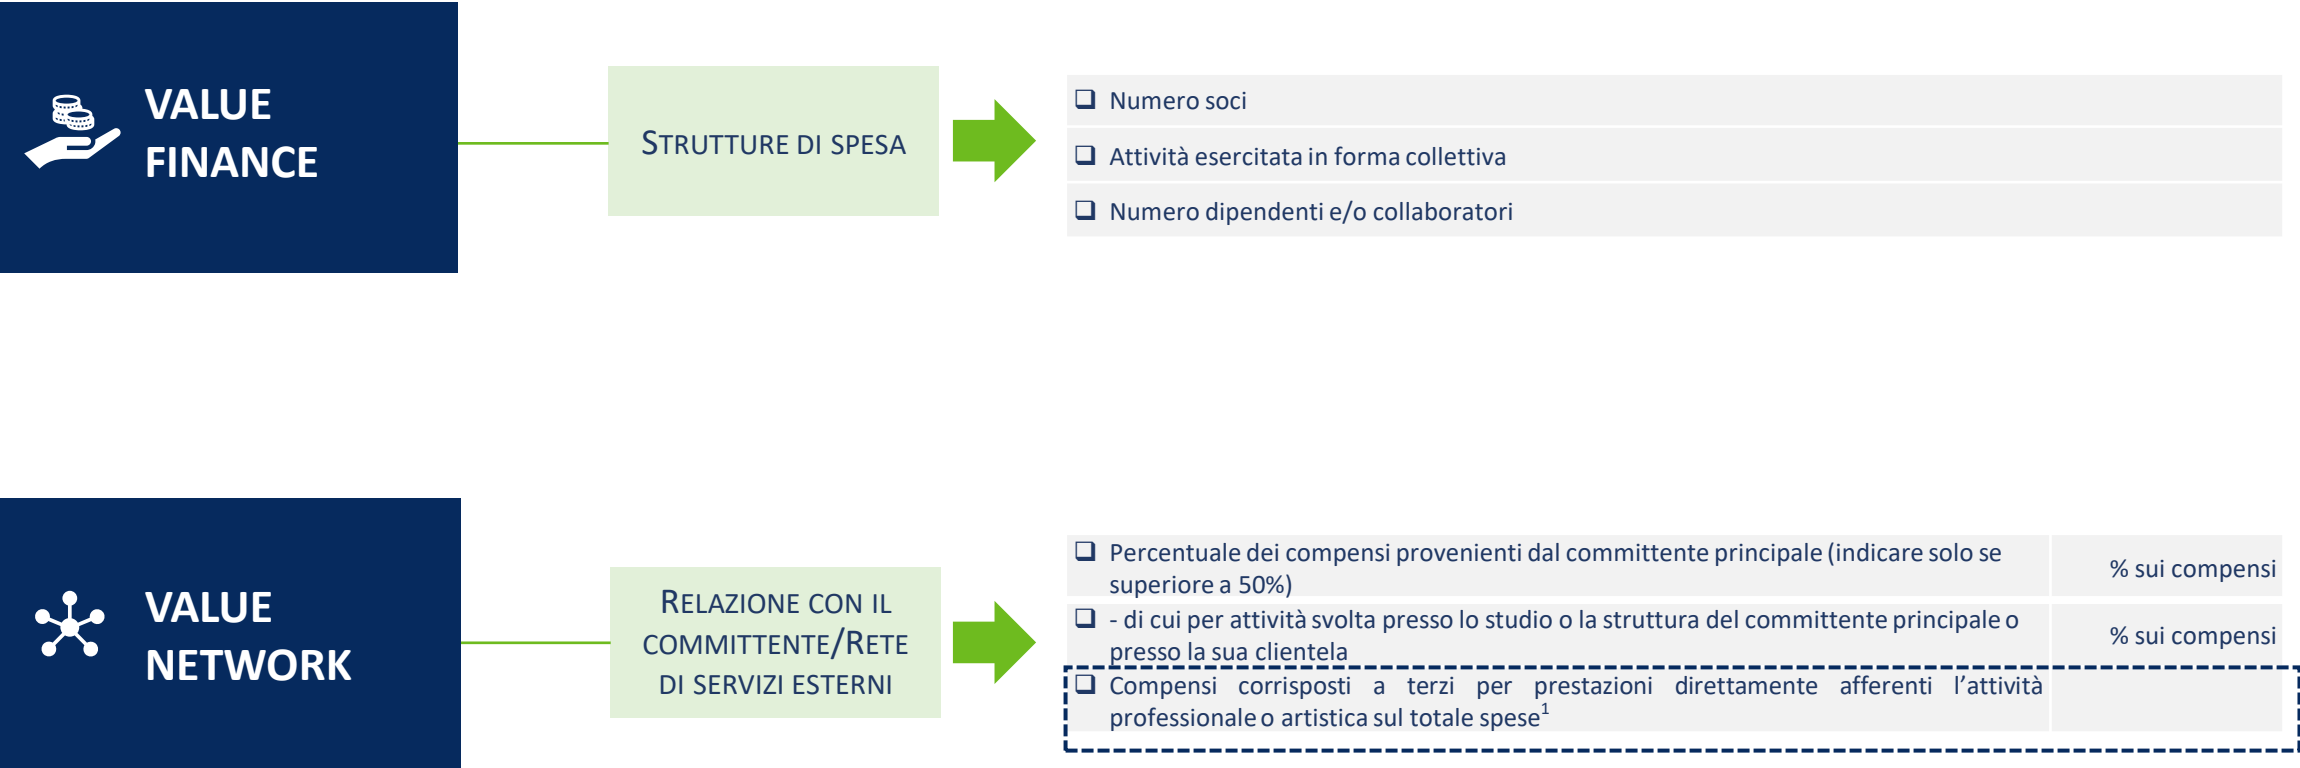 VALUE
FINANCE
STRUTTURE DI SPESA
❑ Numero soci
❑ Attività esercitata in forma collettiva
❑ Numero dipendenti e/o collaboratori
VALUE
NETWORK
RELAZIONE CON IL
COMMITTENTE/RETE
DI SERVIZI ESTERNI
❑ Percentuale dei compensi provenienti dal committente principale (indicare solo se
superiore a 50%)
% sui compensi
❑ - di cui per attività svolta presso lo studio o la struttura del committente principale o
presso la sua clientela
% sui compensi
❑ Compensi corrisposti a terzi per prestazioni direttamente afferenti l’attività
professionale o artistica sul totale spese¹